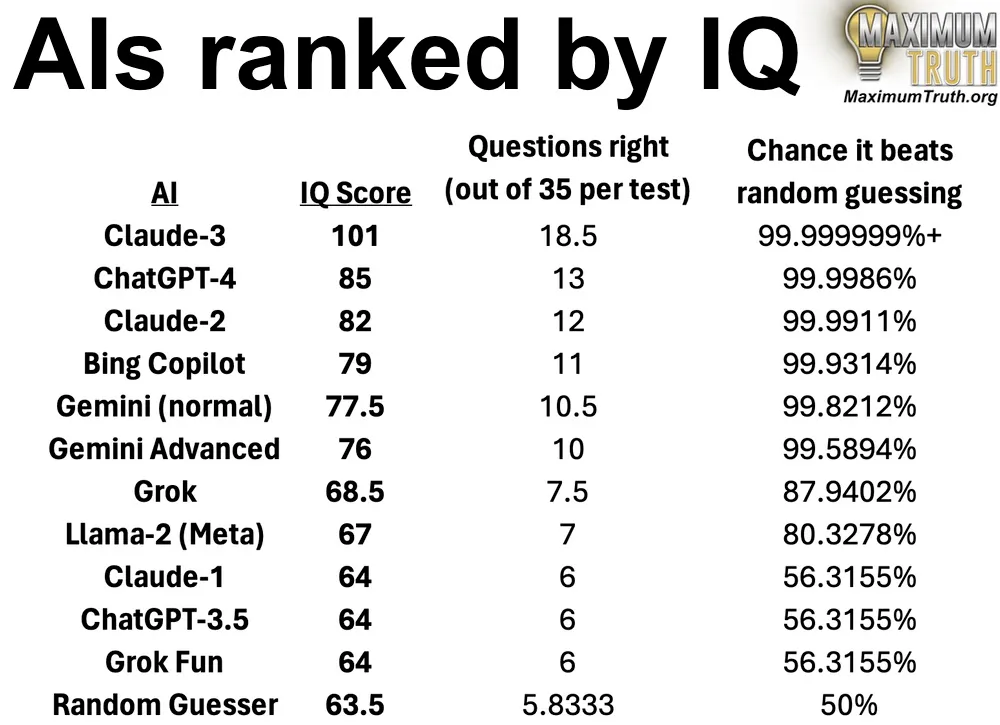 AIs ranked by IQ
MAXIMUM
TRUTH
MaximumTruth.org
AI IQ Score Questions right (out of 35 per test) Chance it beats random guessing
Claude-3 101 18.5 99.999999%+
ChatGPT-4 85 13 99.9986%
Claude-2 82 12 99.9911%
Bing Copilot 79 11 99.9314%
Gemini (normal) 77.5 10.5 99.8212%
Gemini Advanced 76 10 99.5894%
Grok 68.5 7.5 87.9402%
Llama-2 (Meta) 67 7 80.3278%
Claude-1 64 6 56.3155%
ChatGPT-3.5 64 6 56.3155%
Grok Fun 64 6 56.3155%
Random Guesser 63.5 5.8333 50%